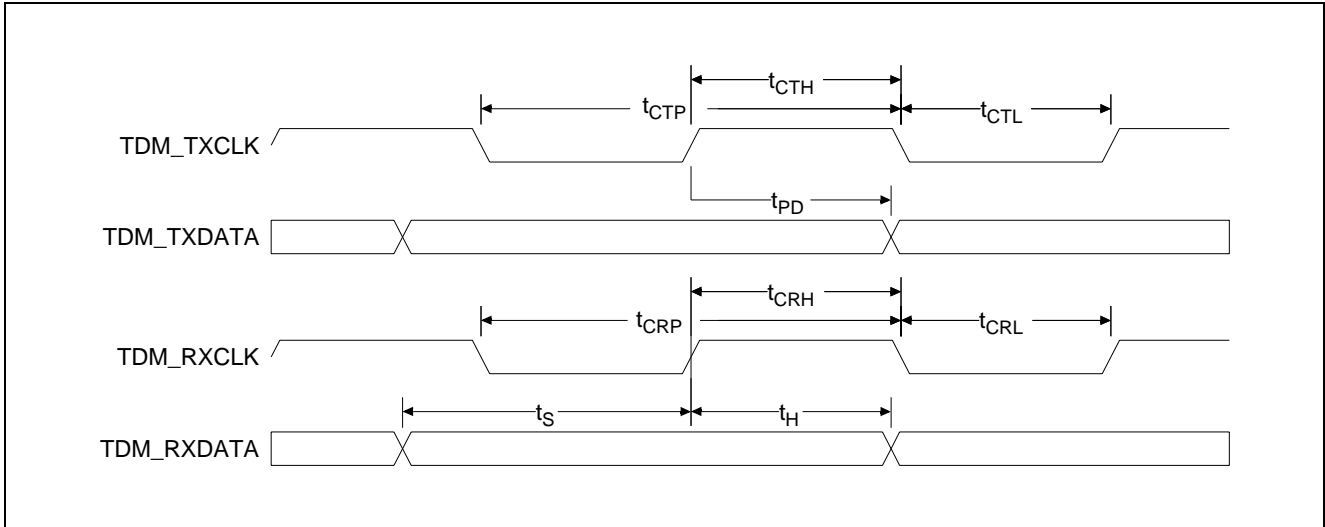 tCTH
tCTP
tCTL
TDM_TXCLK
tPD
TDM_TXDATA
tCRH
tCRP
tCRL
TDM_RXCLK
tS
tH
TDM_RXDATA